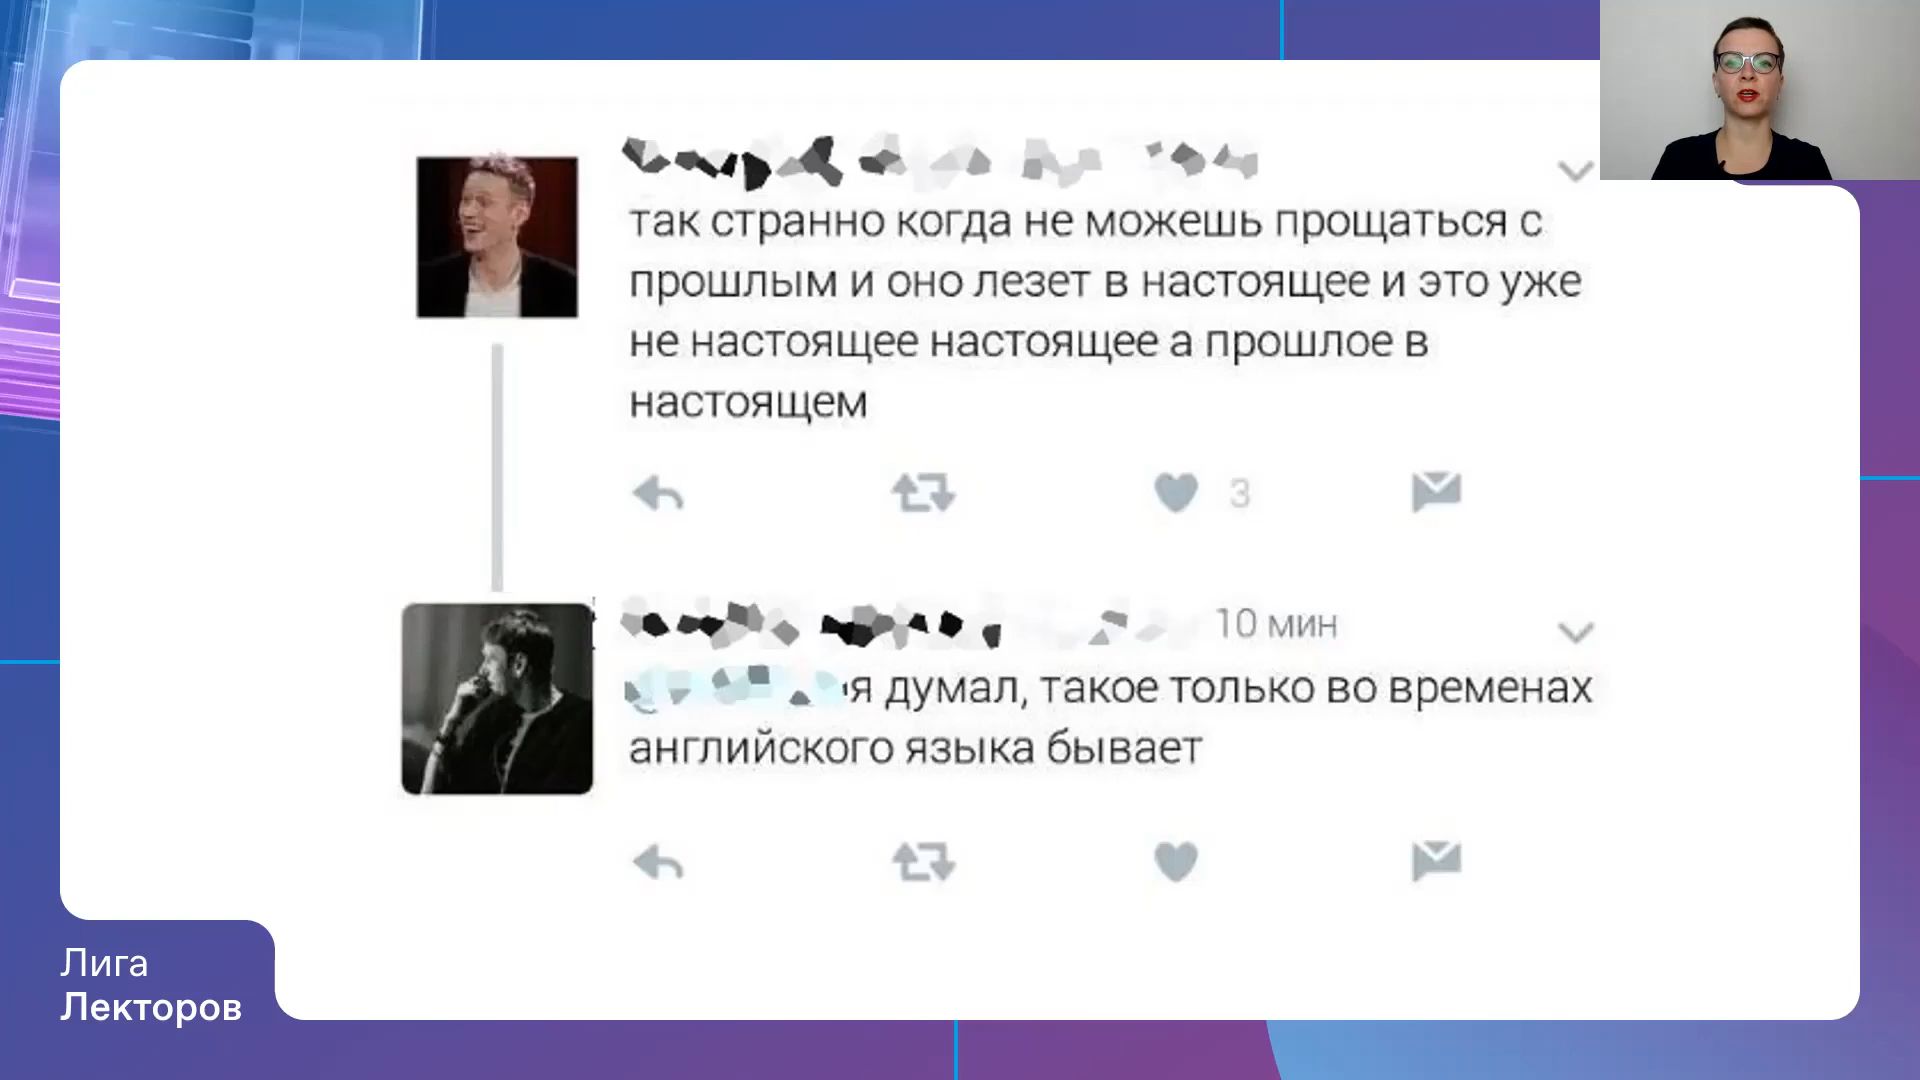 так странно когда не можешь прощаться с
прошлым и оно лезет в настоящее и это уже
не настоящее настоящее а прошлое в
настоящем
3
10 мин
я думал, такое только во временах
английского языка бывает
Лига
Лекторов